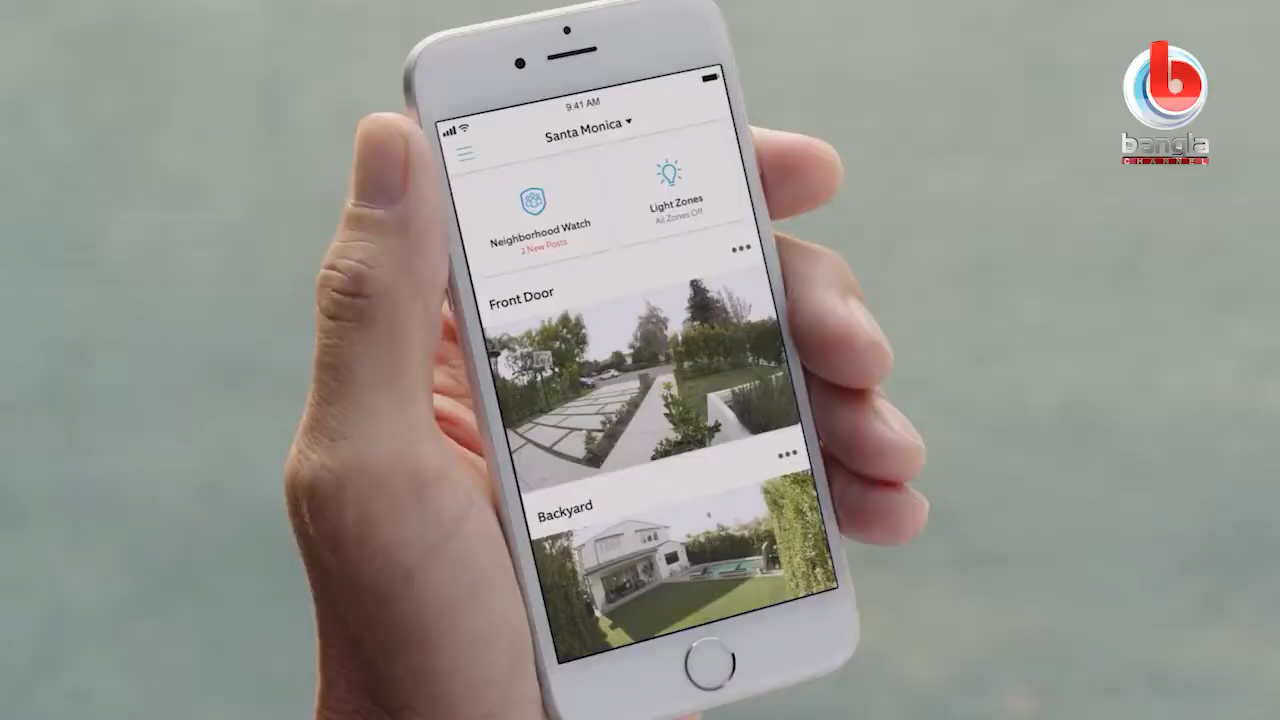 9:41 AM
Santa Monica
Neighborhood Watch
2 New Posts
Light Zones
All Zones Off
Front Door
Backyard
b
bangla
CHANNEL